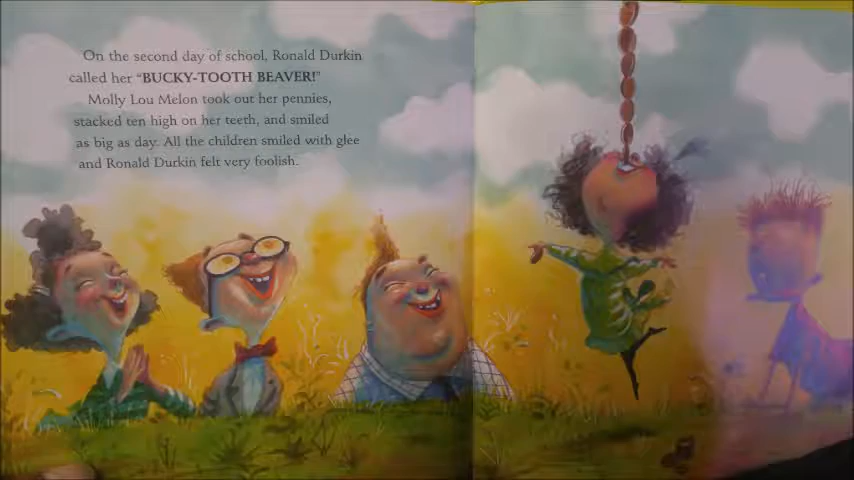 On the second day of school, Ronald Durkin
called her "BUCKY-TOOTH BEAVER!"
Molly Lou Melon took out her pennies,
stacked ten high on her teeth, and smiled
as big as day. All the children smiled with glee
and Ronald Durkin felt very foolish.